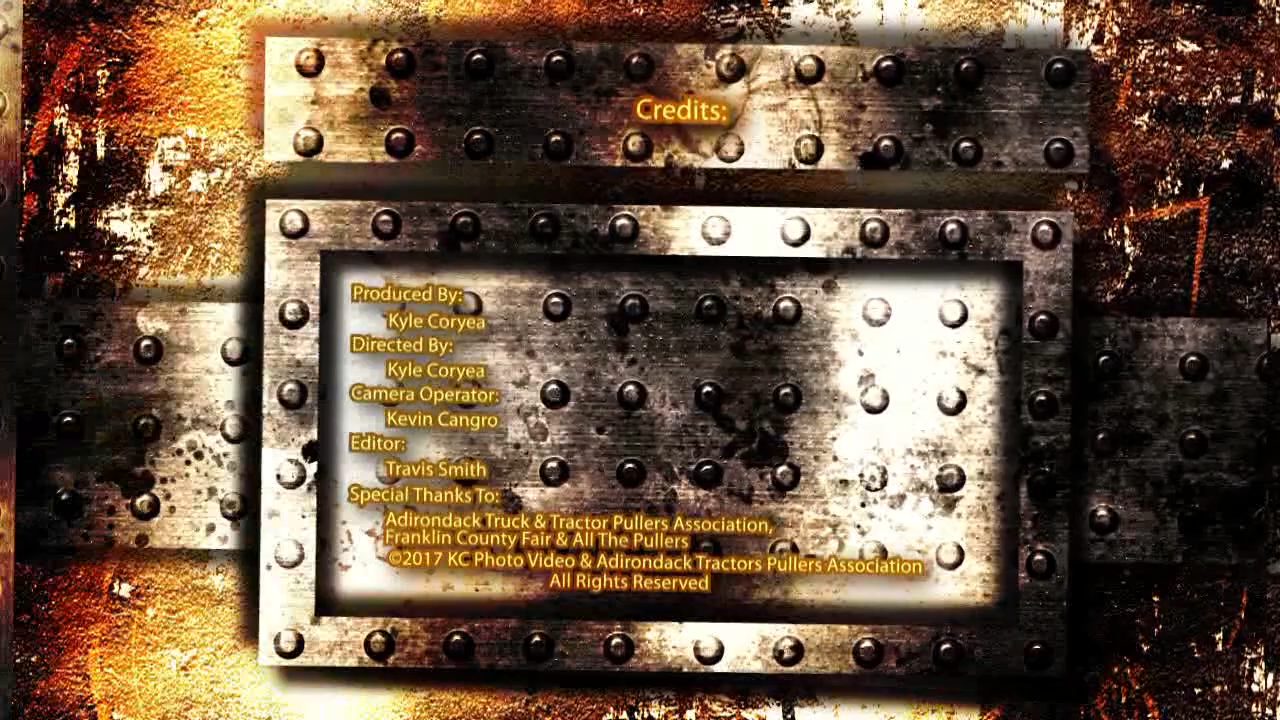 Credits:
Produced By:
Kyle Coryea
Directed By:
Kyle Coryea
Camera Operator:
Kevin Cangro
Editor:
Travis Smith
Special Thanks To:
Adirondack Truck & Tractor Pullers Association,
Franklin County Fair & All The Pullers
©2017 KC Photo Video & Adirondack Tractors Pullers Association
All Rights Reserved